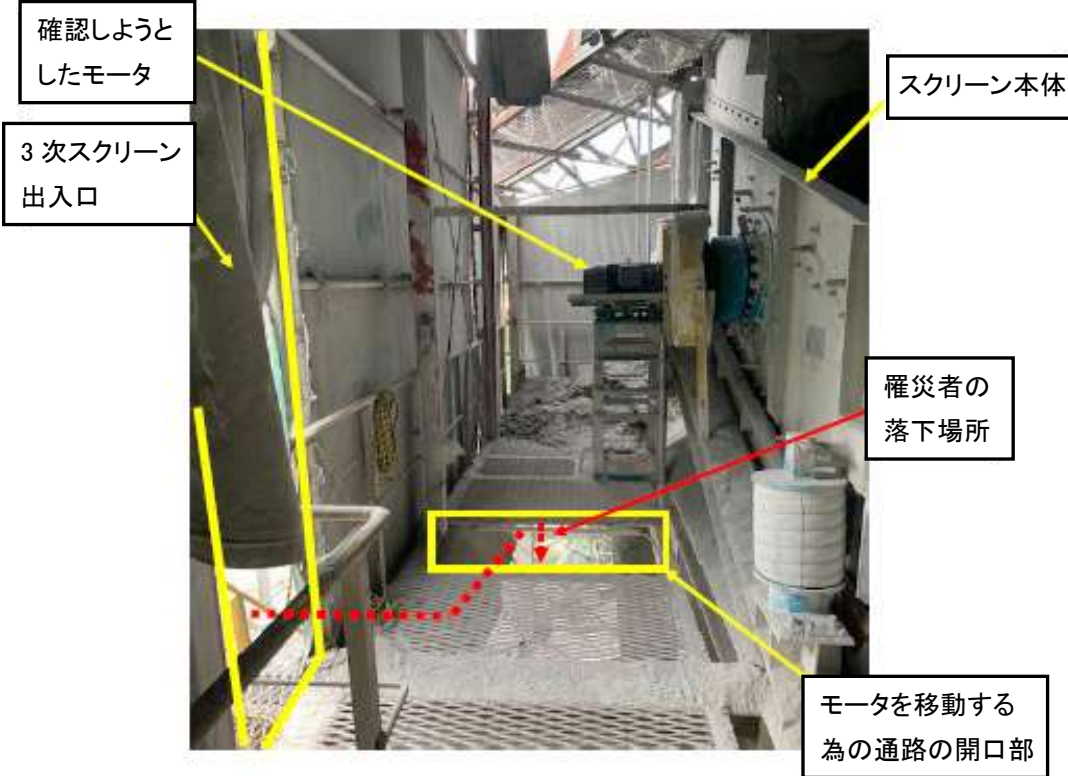 確認しようと
したモータ
3次スクリーン
出入口
スクリーン本体
罹災者の
落下場所
モータを移動する
為の通路の開口部